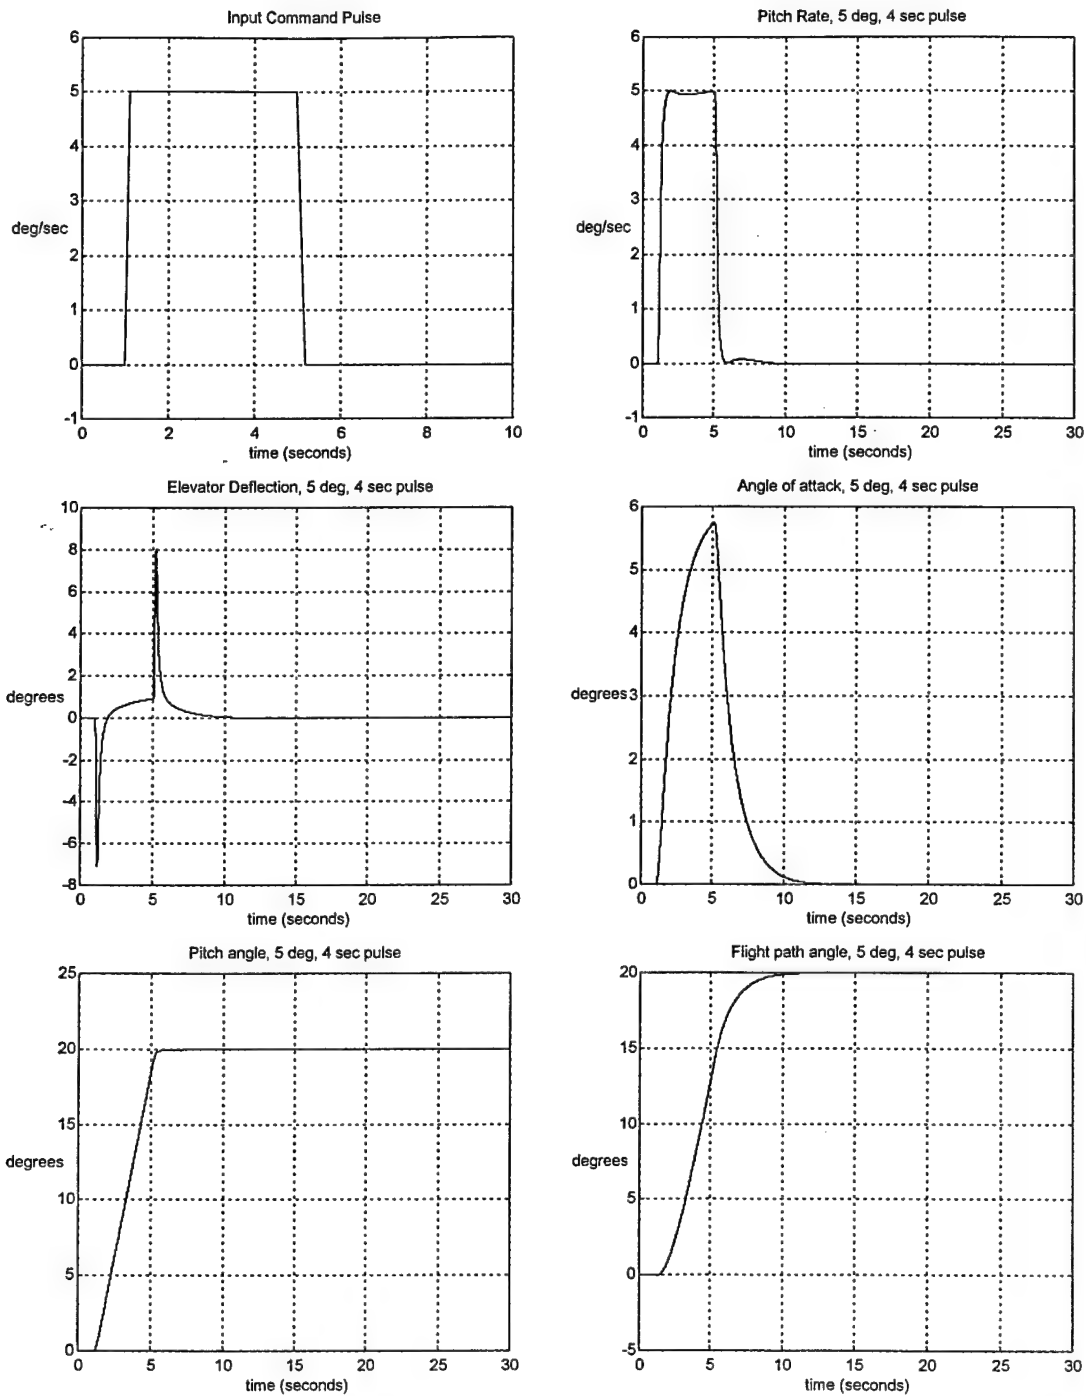 Input Command Pulse
6
5
4
3
deg/sec
2
1
0
-1
0 2 4 6 8 10
time (seconds)
Pitch Rate, 5 deg, 4 sec pulse
6
5
4
3
deg/sec
2
1
0
-1
0 5 10 15 20 25 30
time (seconds)
Elevator Deflection, 5 deg, 4 sec pulse
10
8
6
4
2
degrees
0
-2
-4
-6
-8
0 5 10 15 20 25 30
time (seconds)
Angle of attack, 5 deg, 4 sec pulse
6
5
4
degrees 3
2
1
0
0 5 10 15 20 25 30
time (seconds)
Pitch angle, 5 deg, 4 sec pulse
25
20
15
degrees
10
5
0
0 5 10 15 20 25 30
time (seconds)
Flight path angle, 5 deg, 4 sec pulse
20
15
10
degrees
5
0
-5
0 5 10 15 20 25 30
time (seconds)